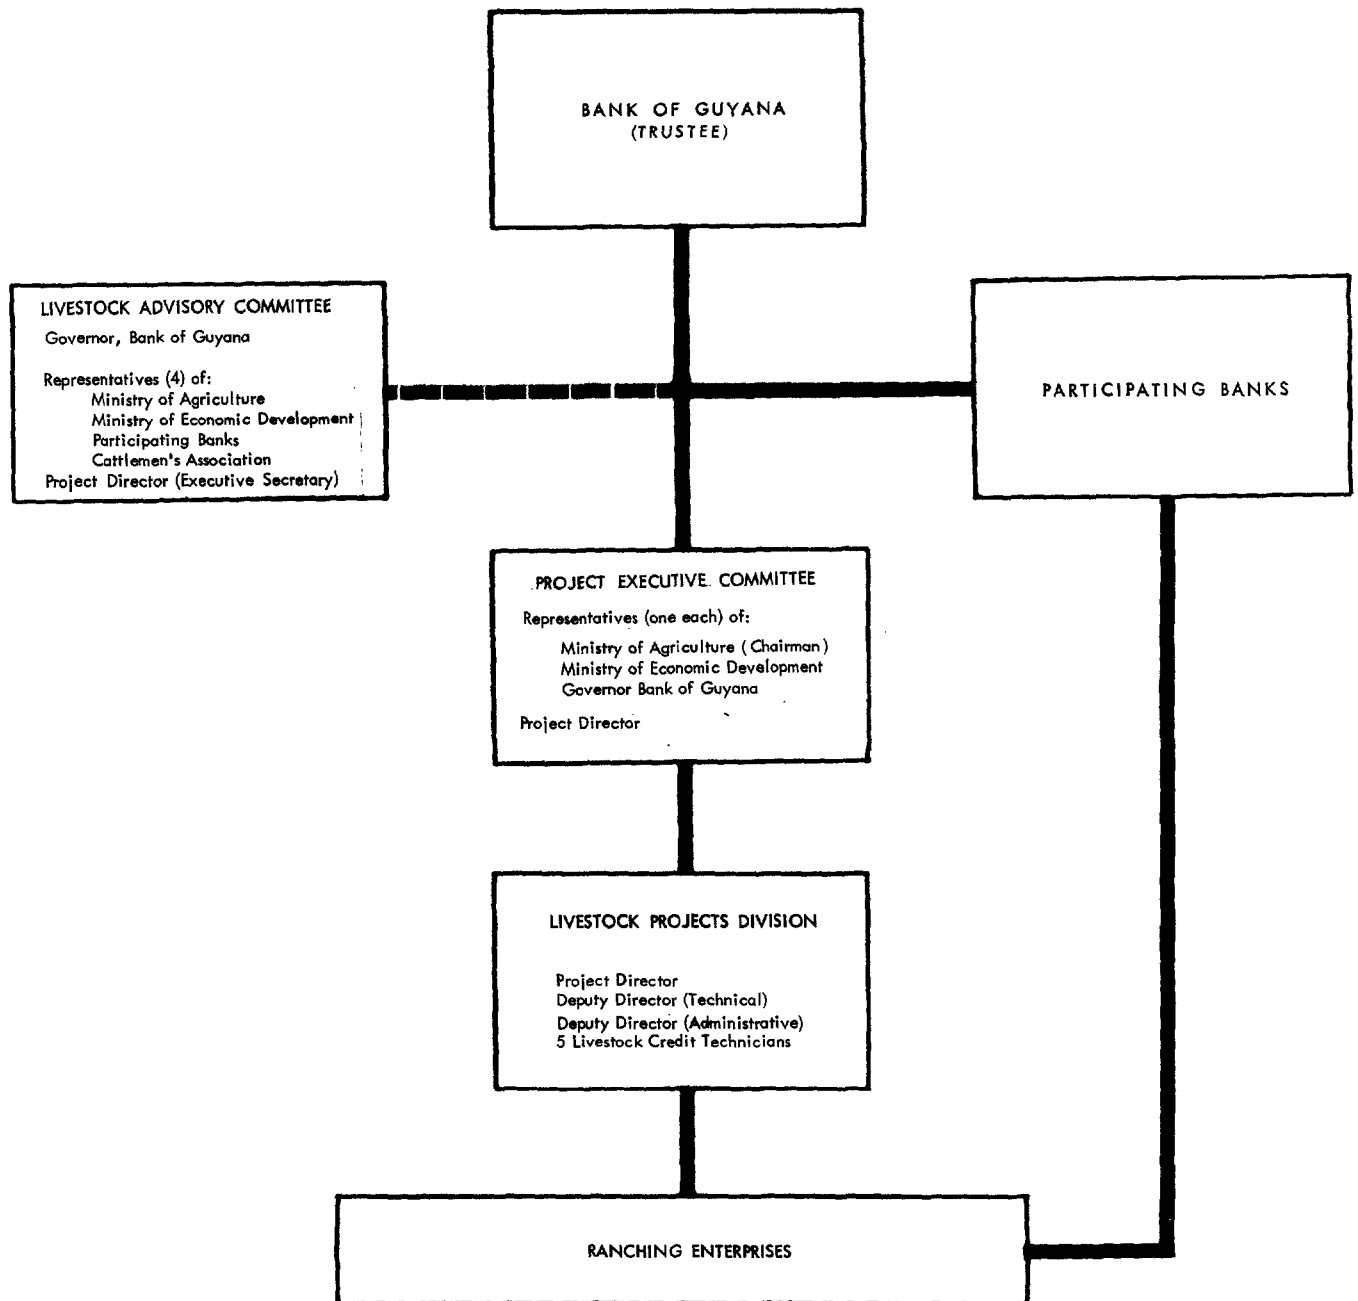 BANK OF GUYANA
(TRUSTEE)
LIVESTOCK ADVISORY COMMITTEE
Governor, Bank of Guyana
Representatives (4) of:
Ministry of Agriculture
Ministry of Economic Development
Participating Banks
Cattlemen's Association
Project Director (Executive Secretary)
PARTICIPATING BANKS
PROJECT EXECUTIVE COMMITTEE
Representatives (one each) of:
Ministry of Agriculture (Chairman)
Ministry of Economic Development
Governor Bank of Guyana
Project Director
LIVESTOCK PROJECTS DIVISION
Project Director
Deputy Director (Technical)
Deputy Director (Administrative)
5 Livestock Credit Technicians
RANCHING ENTERPRISES